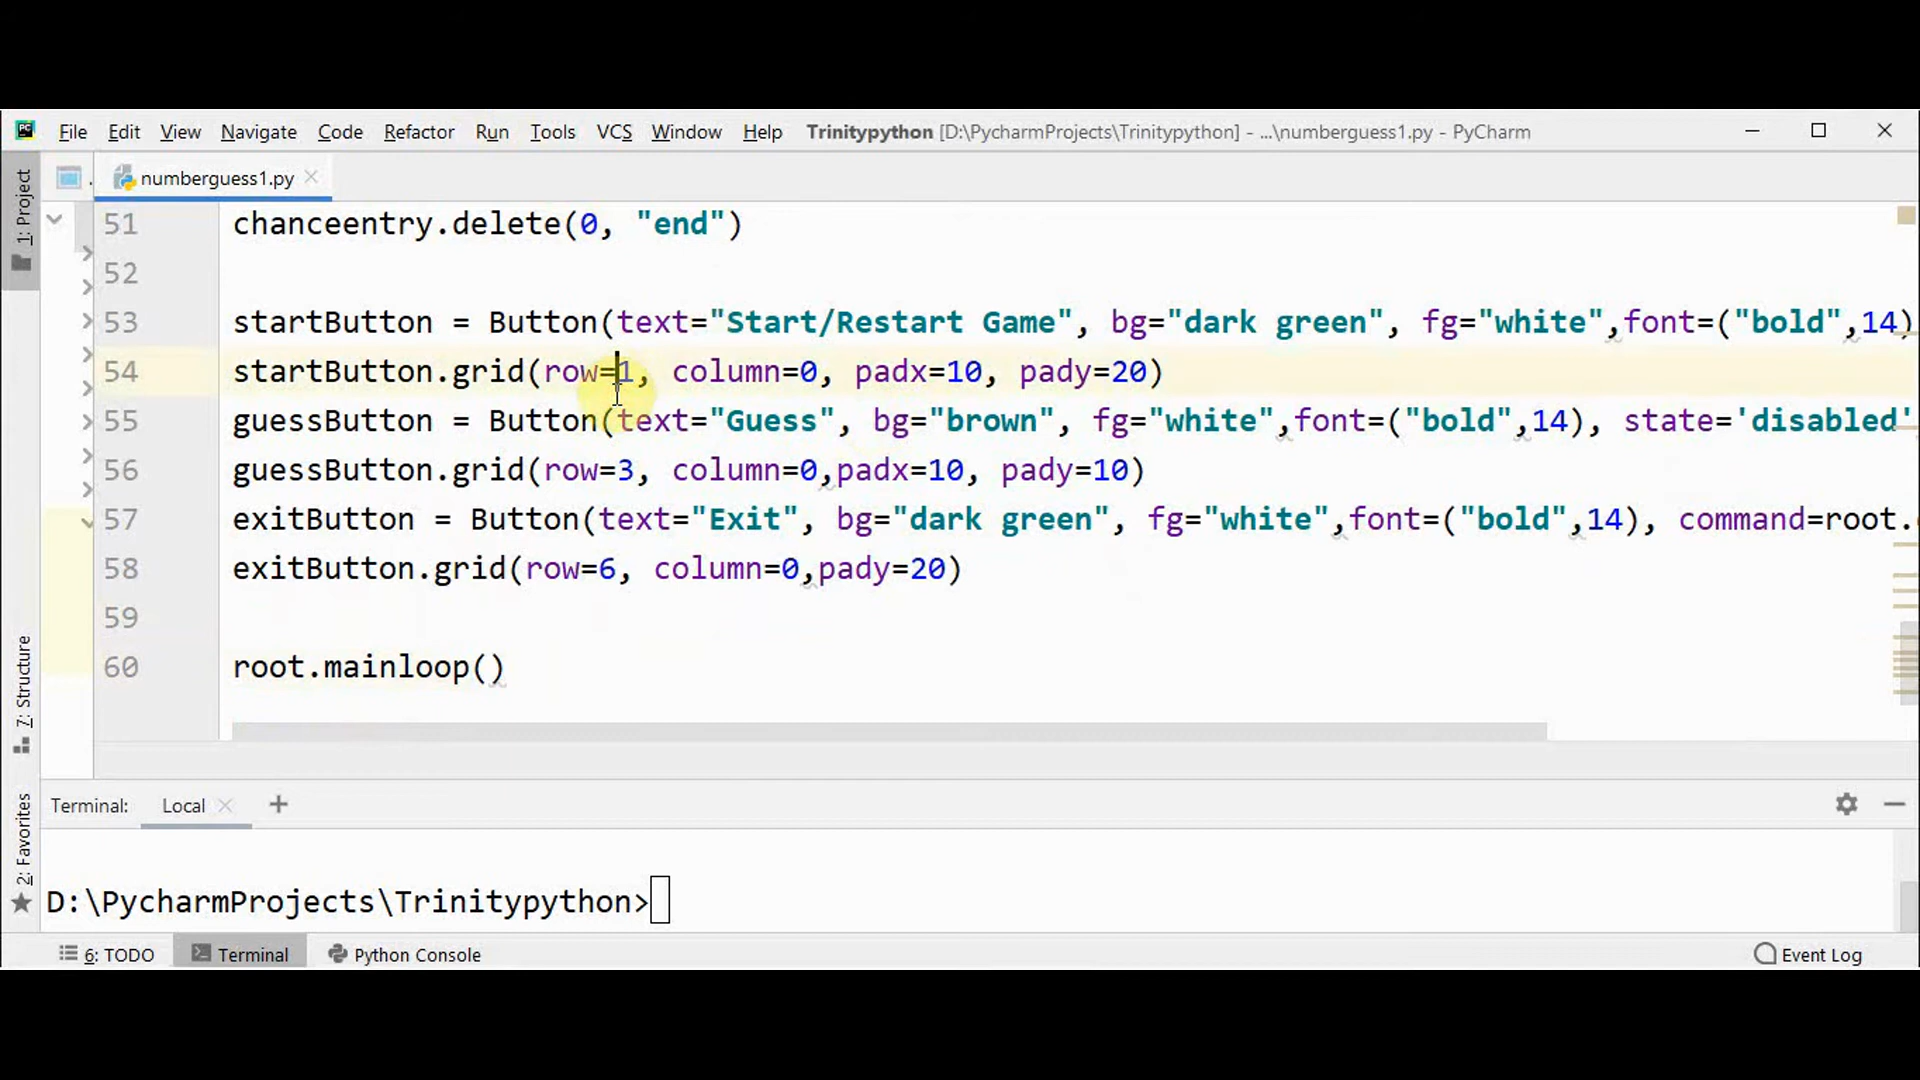 File Edit View Navigate Code Refactor Run Tools VCS Window Help Trinitypython [D:\PycharmProjects\Trinitypython] - ...\numberguess1.py - PyCharm
1: Project
. numberguess1.py
51 chanceentry.delete(0, "end")
52
53 startButton = Button(text="Start/Restart Game", bg="dark green", fg="white",font=("bold",14)
54 startButton.grid(row=1, column=0, padx=10, pady=20)
55 guessButton = Button(text="Guess", bg="brown", fg="white",font=("bold",14), state='disabled'
56 guessButton.grid(row=3, column=0,padx=10, pady=10)
57 exitButton = Button(text="Exit", bg="dark green", fg="white",font=("bold",14), command=root.
58 exitButton.grid(row=6, column=0,pady=20)
59
60 root.mainloop()
7: Structure
2: Favorites
Terminal: Local +
D:\PycharmProjects\Trinitypython>
6: TODO Terminal Python Console Event Log